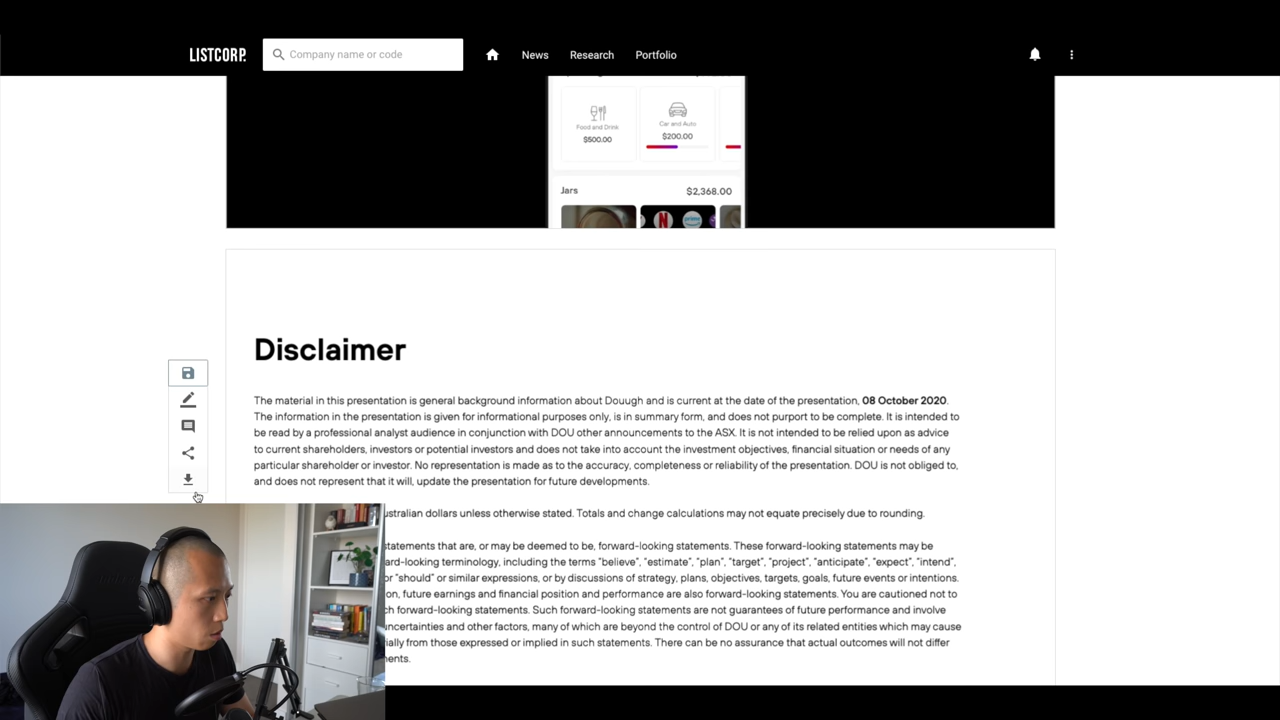 LISTCORP.
Company name or code
News
Research
Portfolio
Food and Drink
$500.00
Car and Auto
$200.00
Jars
$2,368.00
N
prime
Disclaimer
The material in this presentation is general background information about Douugh and is current at the date of the presentation, 08 October 2020.
The information in the presentation is given for informational purposes only, is in summary form, and does not purport to be complete. It is intended to
be read by a professional analyst audience in conjunction with DOU other announcements to the ASX. It is not intended to be relied upon as advice
to current shareholders, investors or potential investors and does not take into account the investment objectives, financial situation or needs of any
particular shareholder or investor. No representation is made as to the accuracy, completeness or reliability of the presentation. DOU is not obliged to,
and does not represent that it will, update the presentation for future developments.
ustralian dollars unless otherwise stated. Totals and change calculations may not equate precisely due to rounding.
statements that are, or may be deemed to be, forward-looking statements. These forward-looking statements may be
ard-looking terminology, including the terms "believe", "estimate", "plan", "target", "project", "anticipate", "expect", "intend",
or "should" or similar expressions, or by discussions of strategy, plans, objectives, targets, goals, future events or intentions.
on, future earnings and financial position and performance are also forward-looking statements. You are cautioned not to
ch forward-looking statements. Such forward-looking statements are not guarantees of future performance and involve
uncertainties and other factors, many of which are beyond the control of DOU or any of its related entities which may cause
ially from those expressed or implied in such statements. There can be no assurance that actual outcomes will not differ
nents.